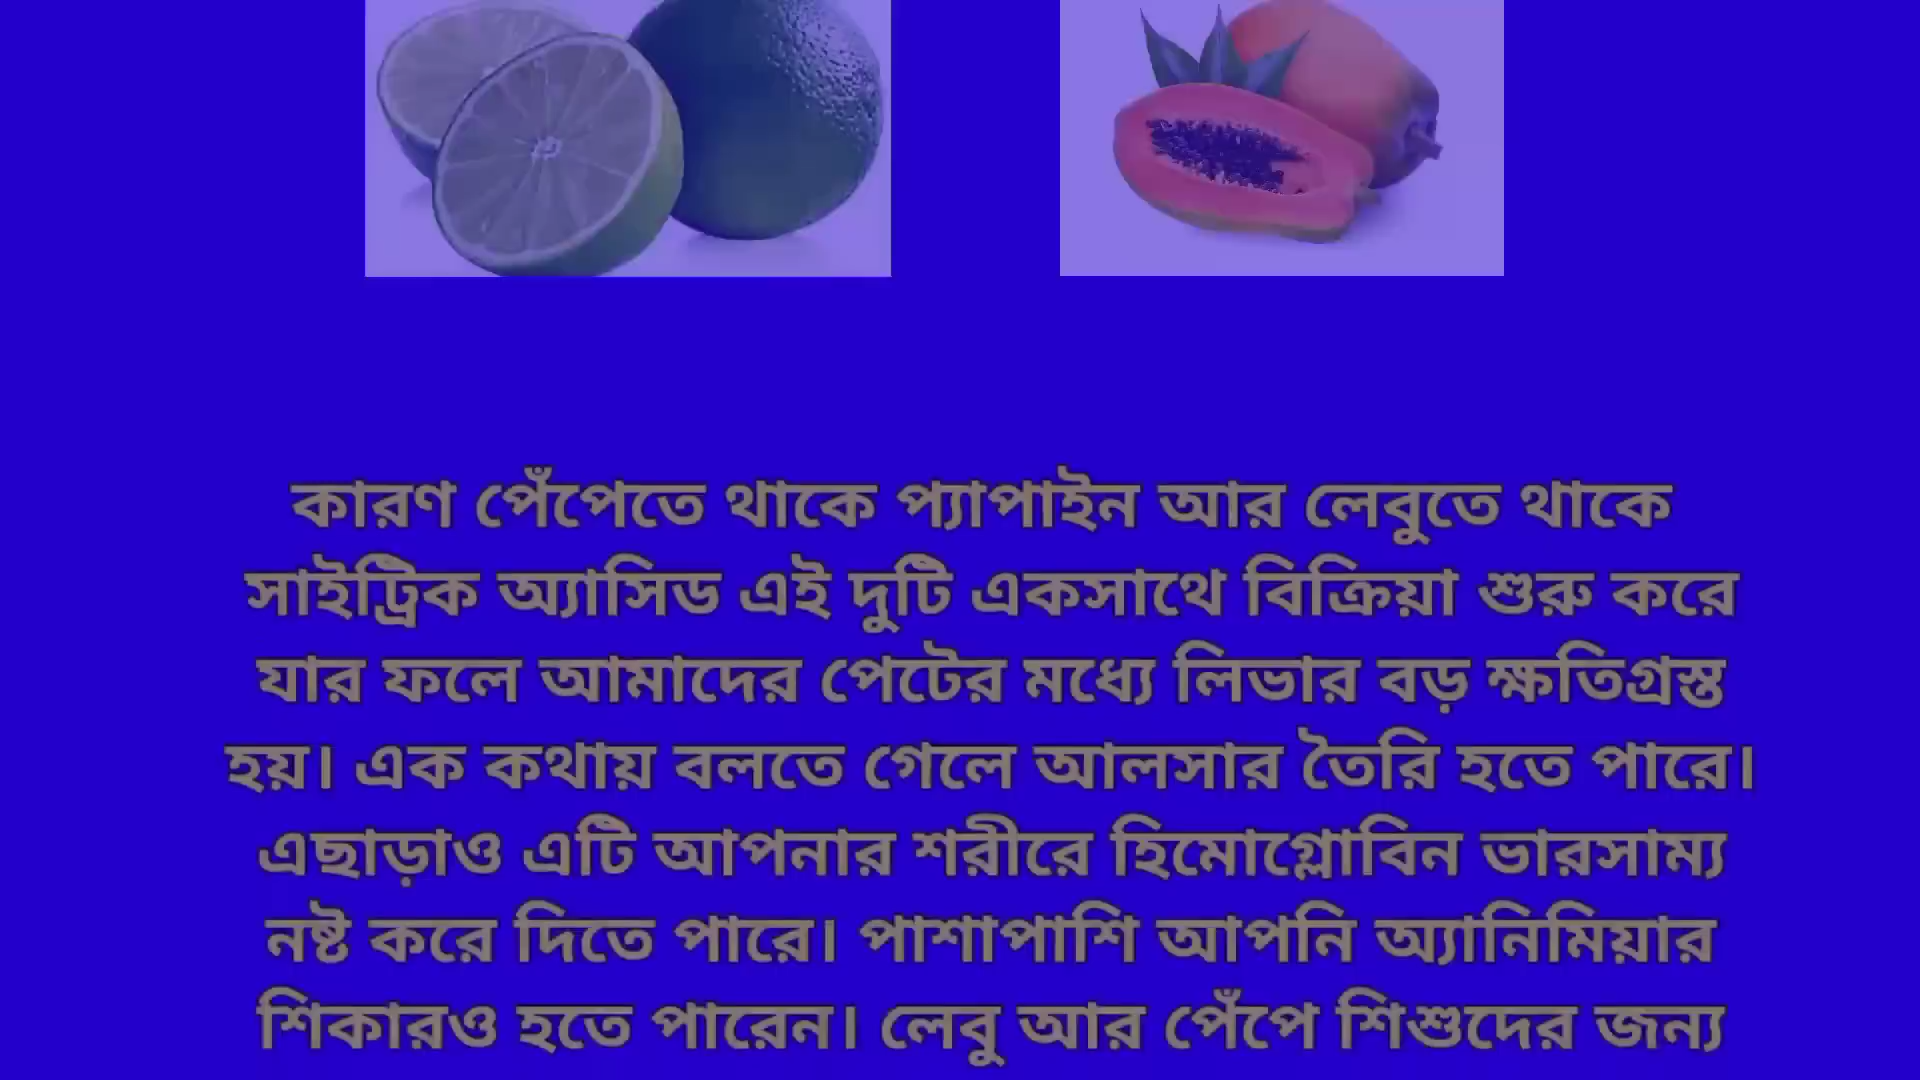 কারণ পেঁপেতে থাকে প্যাপাইন আর লেবুতে থাকে
সাইট্রিক অ্যাসিড এই দুটি একসাথে বিক্রিয়া শুরু করে
যার ফলে আমাদের পেটের মধ্যে লিভার বড় ক্ষতিগ্রস্ত
হয়। এক কথায় বলতে গেলে আলসার তৈরি হতে পারে।
এছাড়াও এটি আপনার শরীরে হিমোগ্লোবিন ভারসাম্য
নষ্ট করে দিতে পারে। পাশাপাশি আপনি অ্যানিমিয়ার
শিকারও হতে পারেন। লেবু আর পেঁপে শিশুদের জন্য